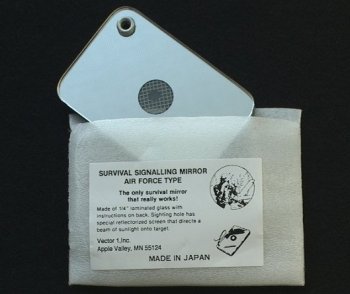 SURVIVAL SIGNALLING MIRROR
AIR FORCE TYPE
The only survival mirror
that really works!
Made of 1/4" laminated glass with
instructions on back. Sighting hole has
special reflectorized screen that directs a
beam of sunlight onto target.
Vector 1, Inc.
Apple Valley, MN 55124
MADE IN JAPAN